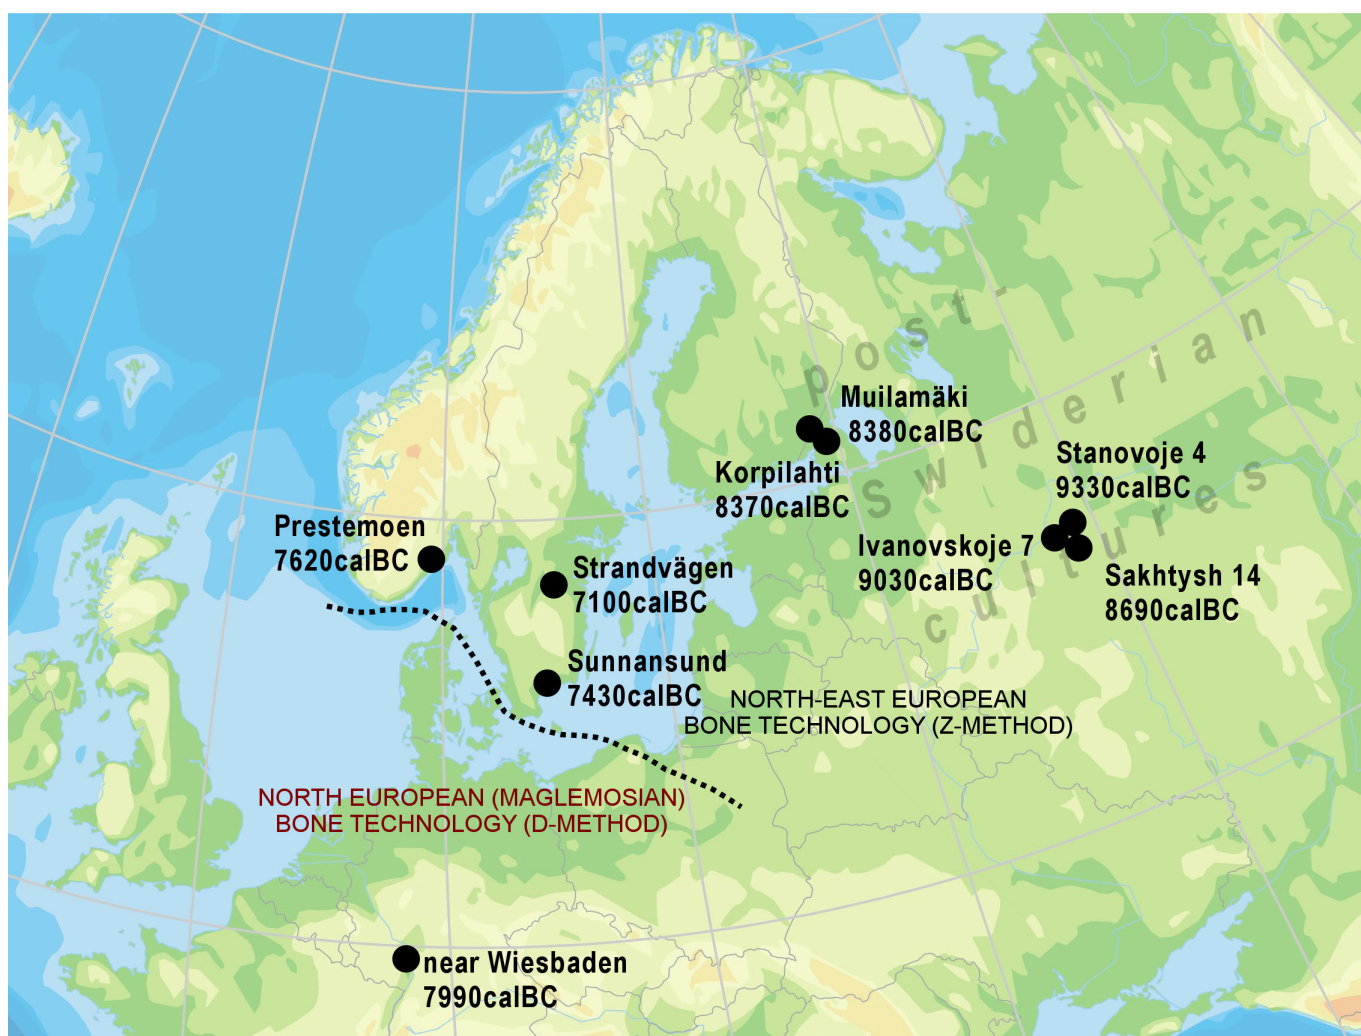 post-
Swiderian
cultures
Muilamäki
8380calBC
Korpilahti
8370calBC
Stanovoje 4
9330calBC
Ivanovskoje 7
9030calBC
Sakhtysh 14
8690calBC
Prestemoen
7620calBC
Strandvägen
7100calBC
Sunnansund
7430calBC
NORTH-EAST EUROPEAN
BONE TECHNOLOGY (Z-METHOD)
NORTH EUROPEAN (MAGLEMOSIAN)
BONE TECHNOLOGY (D-METHOD)
near Wiesbaden
7990calBC